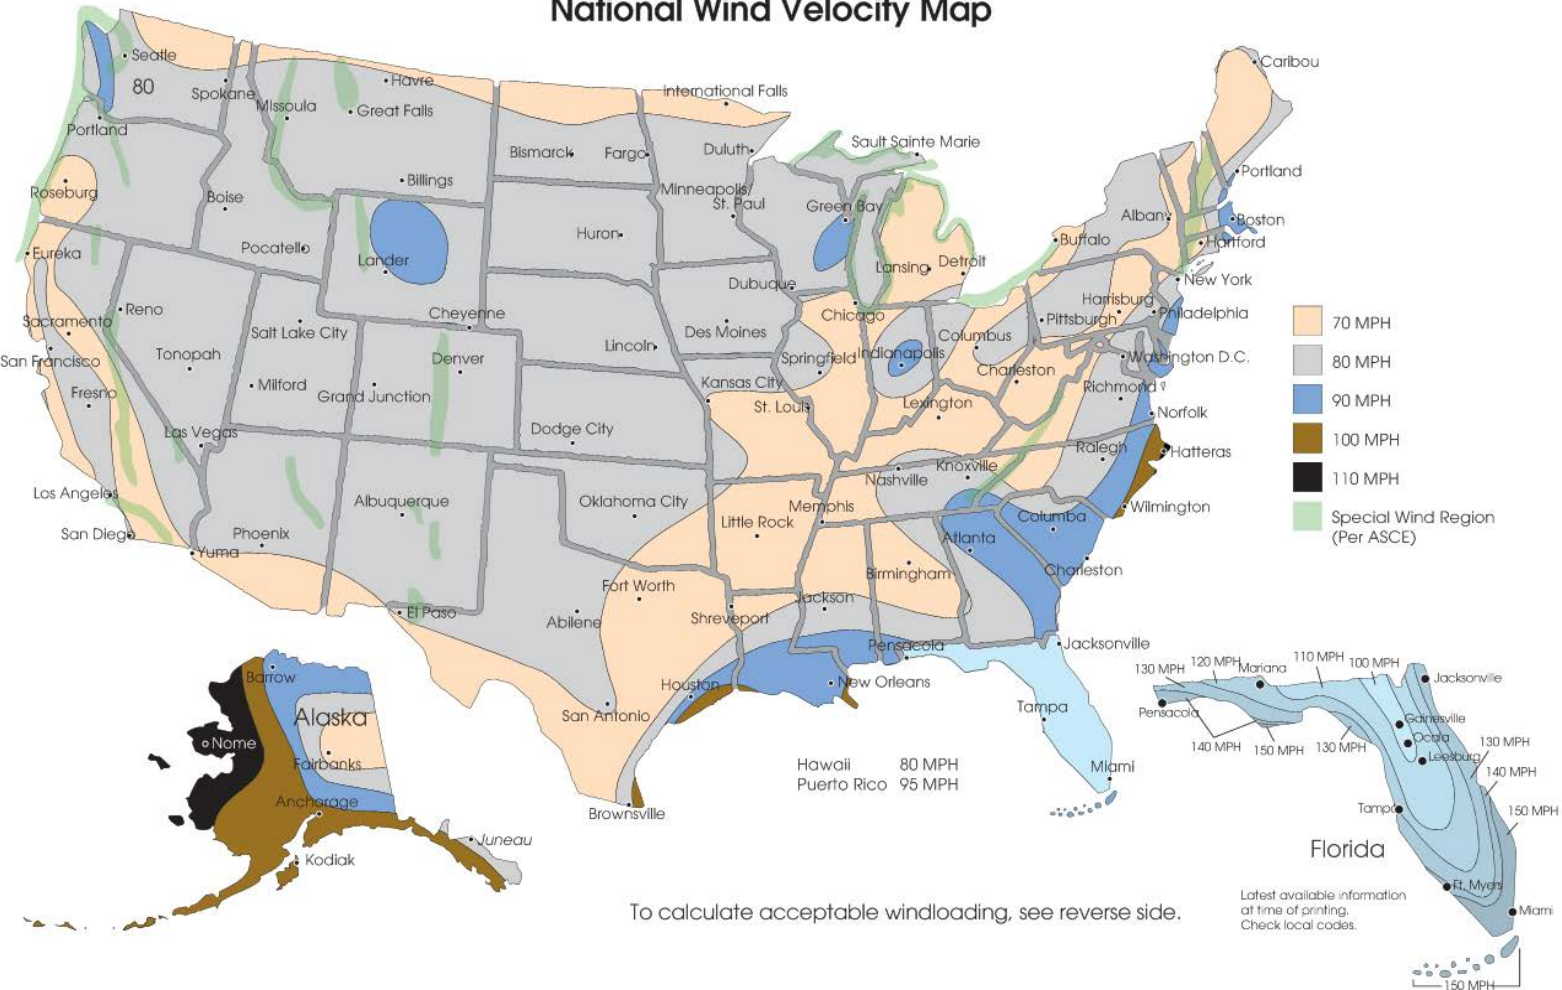 National Wind Velocity Map
Seatle
80
Spokane
Missoula
Havre
Great Falls
International Falls
Caribou
Portland
Bismarck
Fargo
Duluth
Sault Sainte Marie
Portland
Roseburg
Boise
Billings
Minneapolis/
St. Paul
Green Bay
Albany
Boston
Eureka
Pocatello
Lander
Huron
Buffalo
Hartford
Lansing
Detroit
New York
Dubuque
Reno
Sacramento
Salt Lake City
Cheyenne
Des Moines
Chicago
Harrisburg
Pittsburgh
Philadelphia
Columbus
San Francisco
Tonopah
Denver
Lincoln
Springfield
Indianapolis
Washington D.C.
Milford
Grand Junction
Kansas City
Charleston
Richmond
Fresno
St. Louis
Lexington
Norfolk
Las Vegas
Dodge City
Ralegh
Hatteras
Knoxville
Nashville
Los Angeles
Albuquerque
Oklahoma City
Memphis
Wilmington
San Diego
Phoenix
Little Rock
Columba
Yuma
Atlanta
Birmingham
Charleston
Fort Worth
El Paso
Abilene
Shreveport
Jackson
Pensacola
Jacksonville
Houston
New Orleans
San Antonio
Tampa
Brownsville
Miami
70 MPH
80 MPH
90 MPH
100 MPH
110 MPH
Special Wind Region
(Per ASCE)
Barrow
Alaska
Nome
Fairbanks
Anchorage
Juneau
Kodiak
Hawaii 80 MPH
Puerto Rico 95 MPH
130 MPH
120 MPH
Mariana
110 MPH
100 MPH
Jacksonville
Pensacola
Gainesville
Ocala
Leesburg
140 MPH
150 MPH
130 MPH
130 MPH
140 MPH
150 MPH
Tampa
Florida
Ft. Myers
Miami
Latest available information
at time of printing.
Check local codes.
150 MPH
To calculate acceptable windloading, see reverse side.